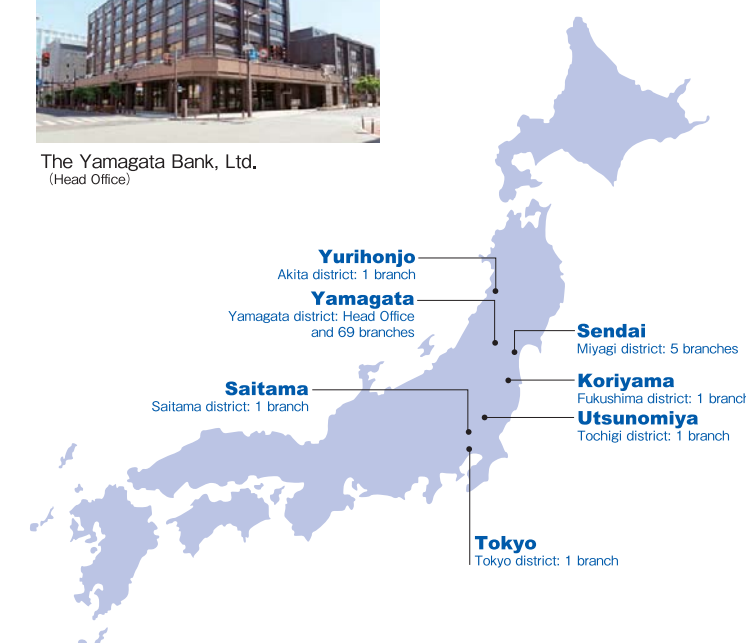 The Yamagata Bank, Ltd.
(Head Office)
Yurihonjo
Akita district: 1 branch
Yamagata
Yamagata district: Head Office
and 69 branches
Sendai
Miyagi district: 5 branches
Saitama
Saitama district: 1 branch
Koriyama
Fukushima district: 1 branch
Utsunomiya
Tochigi district: 1 branch
Tokyo
Tokyo district: 1 branch